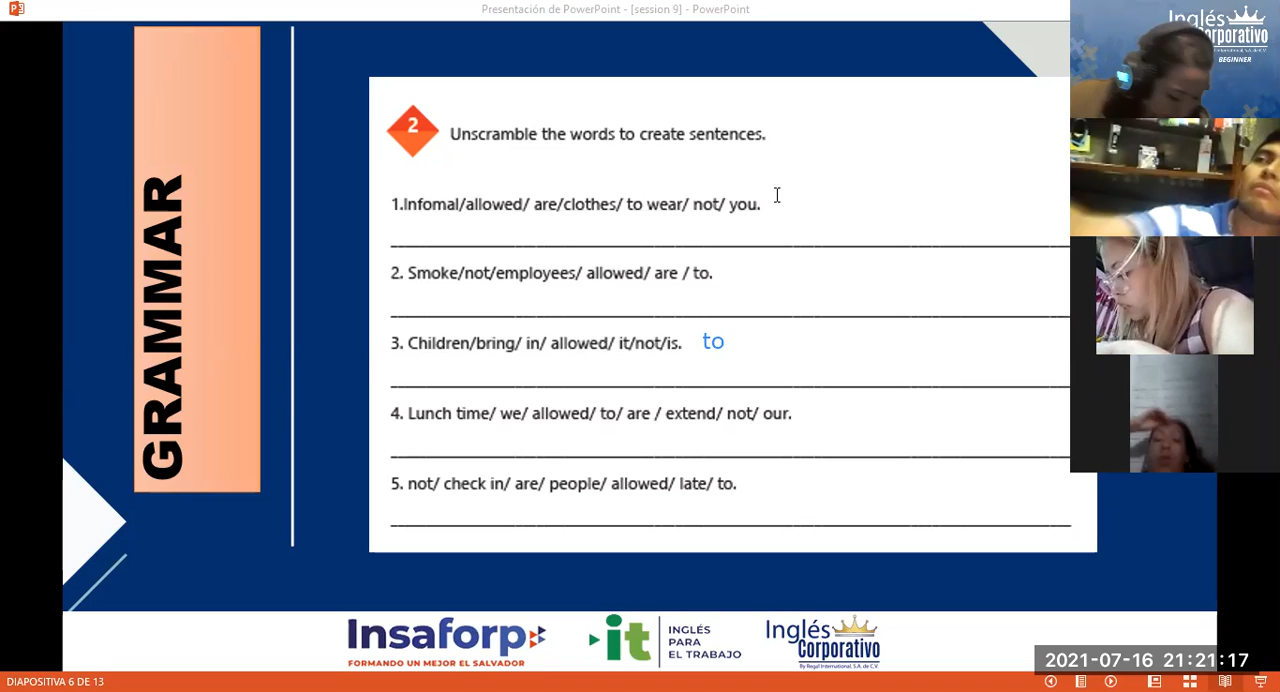 Presentación de PowerPoint - [session 9] - PowerPoint
Inglés
Corporativo
BEGINNER
GRAMMAR
2
Unscramble the words to create sentences.
1.Infomal/allowed/ are/clothes/ to wear/ not/ you.
2. Smoke/not/employees/ allowed/ are / to.
3. Children/bring/ in/ allowed/ it/not/is. to
4. Lunch time/ we/ allowed/ to/ are / extend/ not/ our.
5. not/ check in/ are/ people/ allowed/ late/ to.
Insaforp
FORMANDO UN MEJOR EL SALVADOR
it
INGLÉS
PARA
EL TRABAJO
Inglés
Corporativo
By Regal International, S.A. de C.V.
2021-07-16 21:21:17
DIAPOSITIVA 6 DE 13